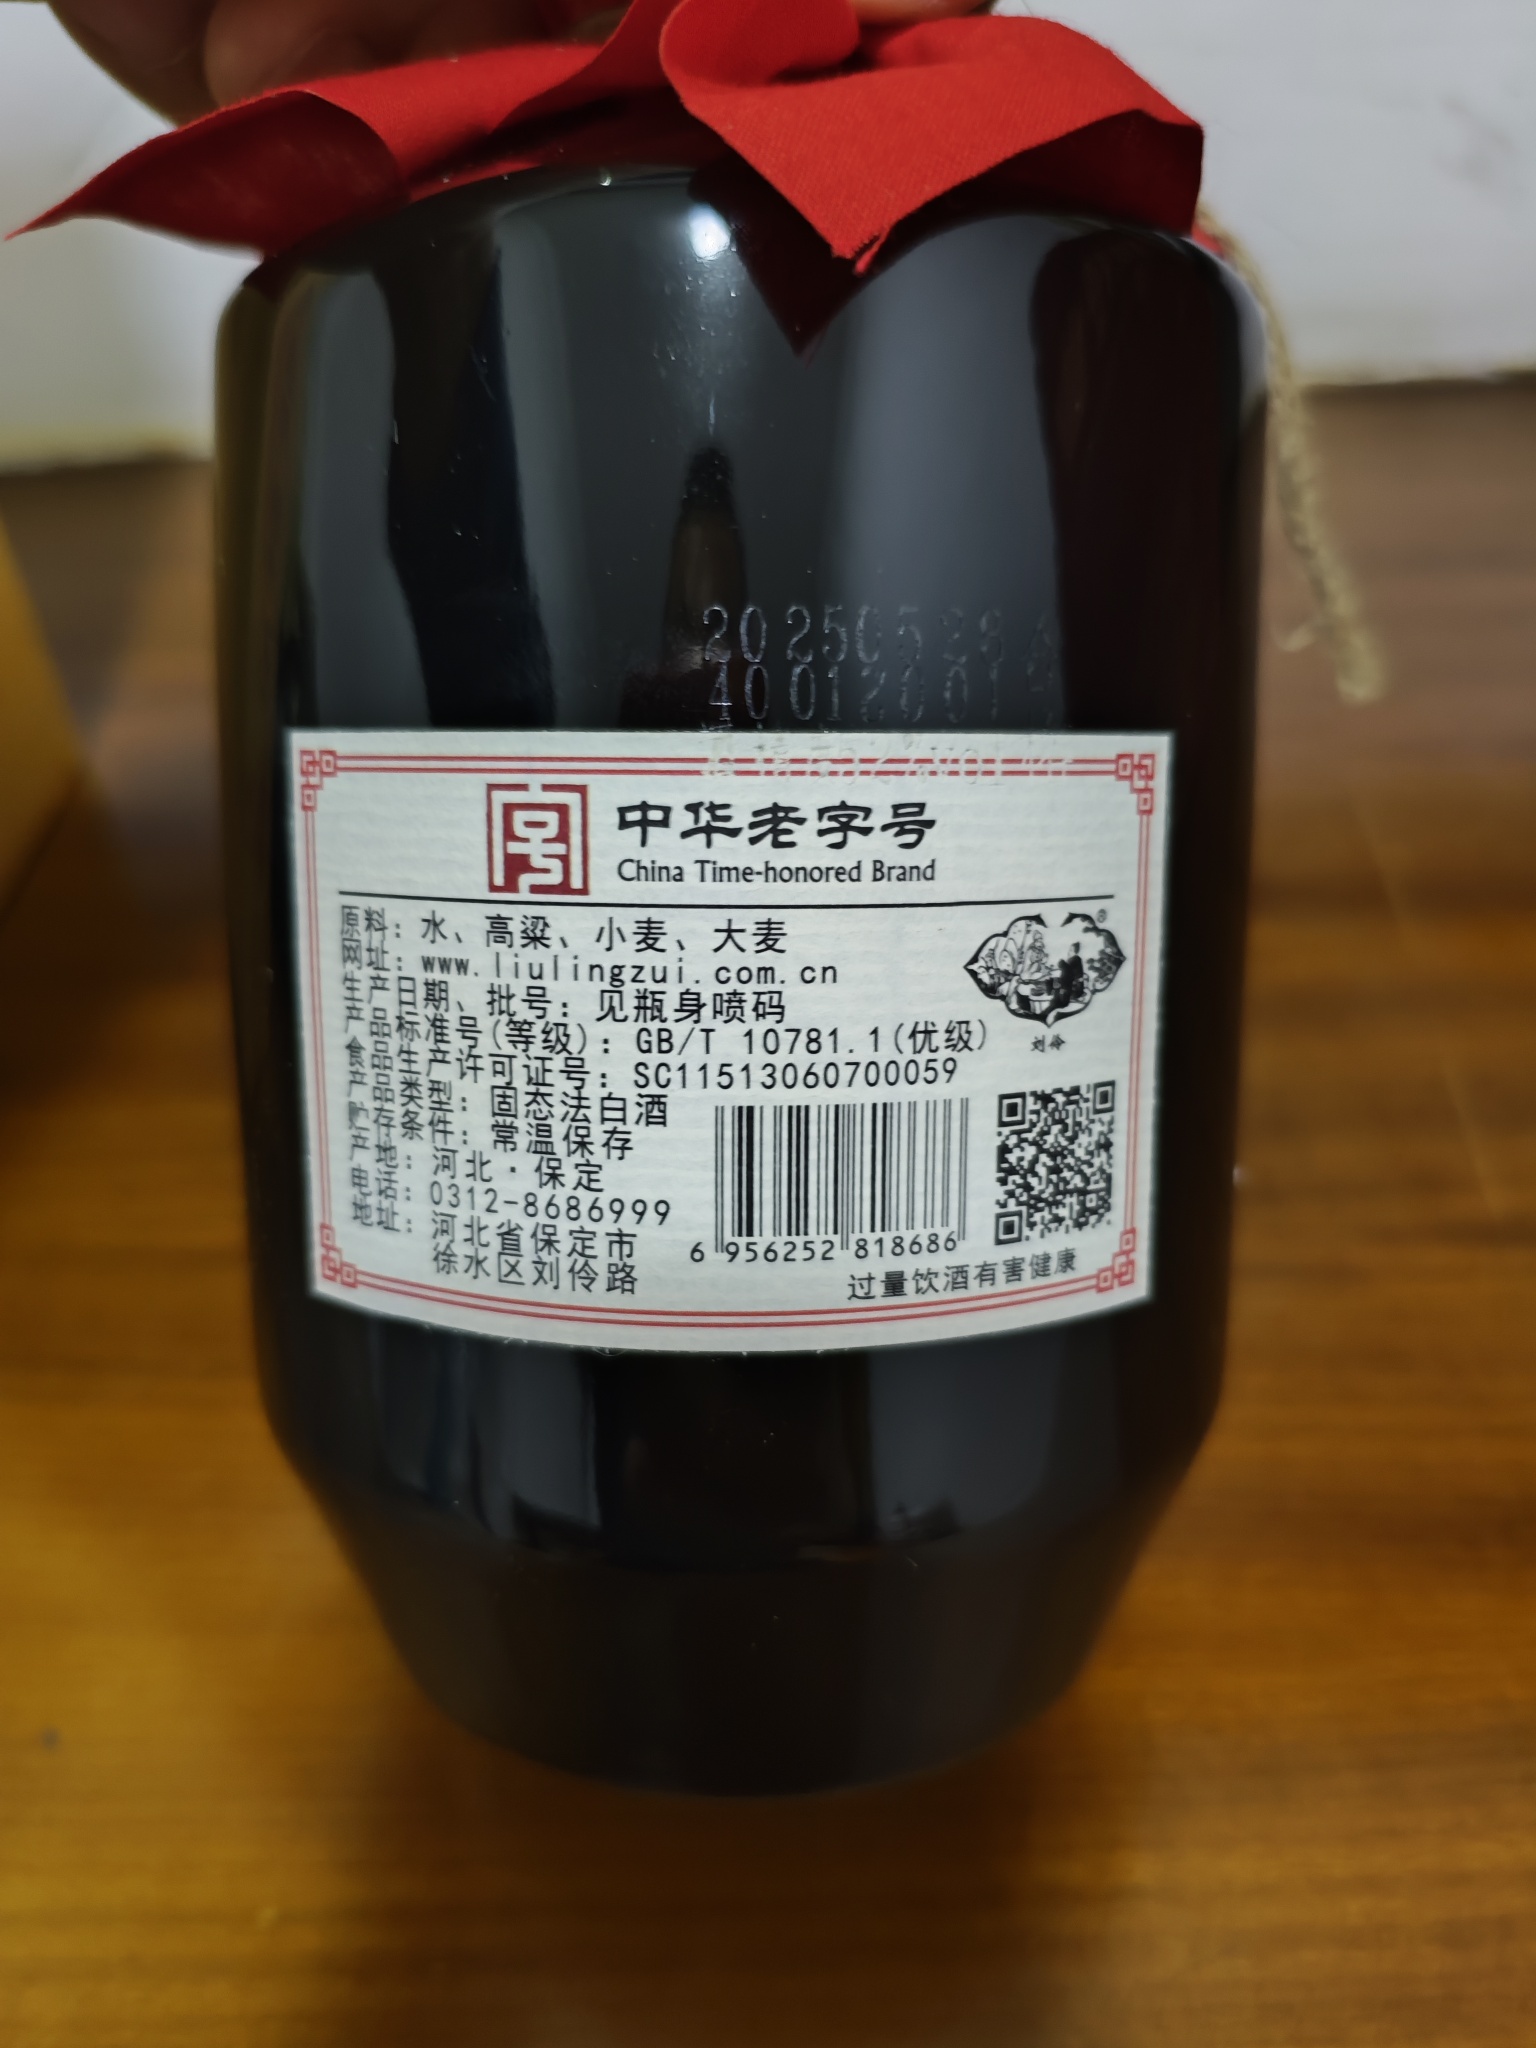 20250528
中华老字号
China Time-honored Brand
原料：水、高粱、小麦、大麦
网址：www.liulingzui.com.cn
生产日期、批号：见瓶身喷码
产品标准号(等级)：GB/T 10781.1(优级)
食品生产许可证号：SC11513060700059
产品类型：固态法白酒
贮存条件：常温保存
产地：河北·保定
电话：0312-8686999
地址：河北省保定市
徐水区刘伶路
®
刘伶
6 956252 818686
过量饮酒有害健康